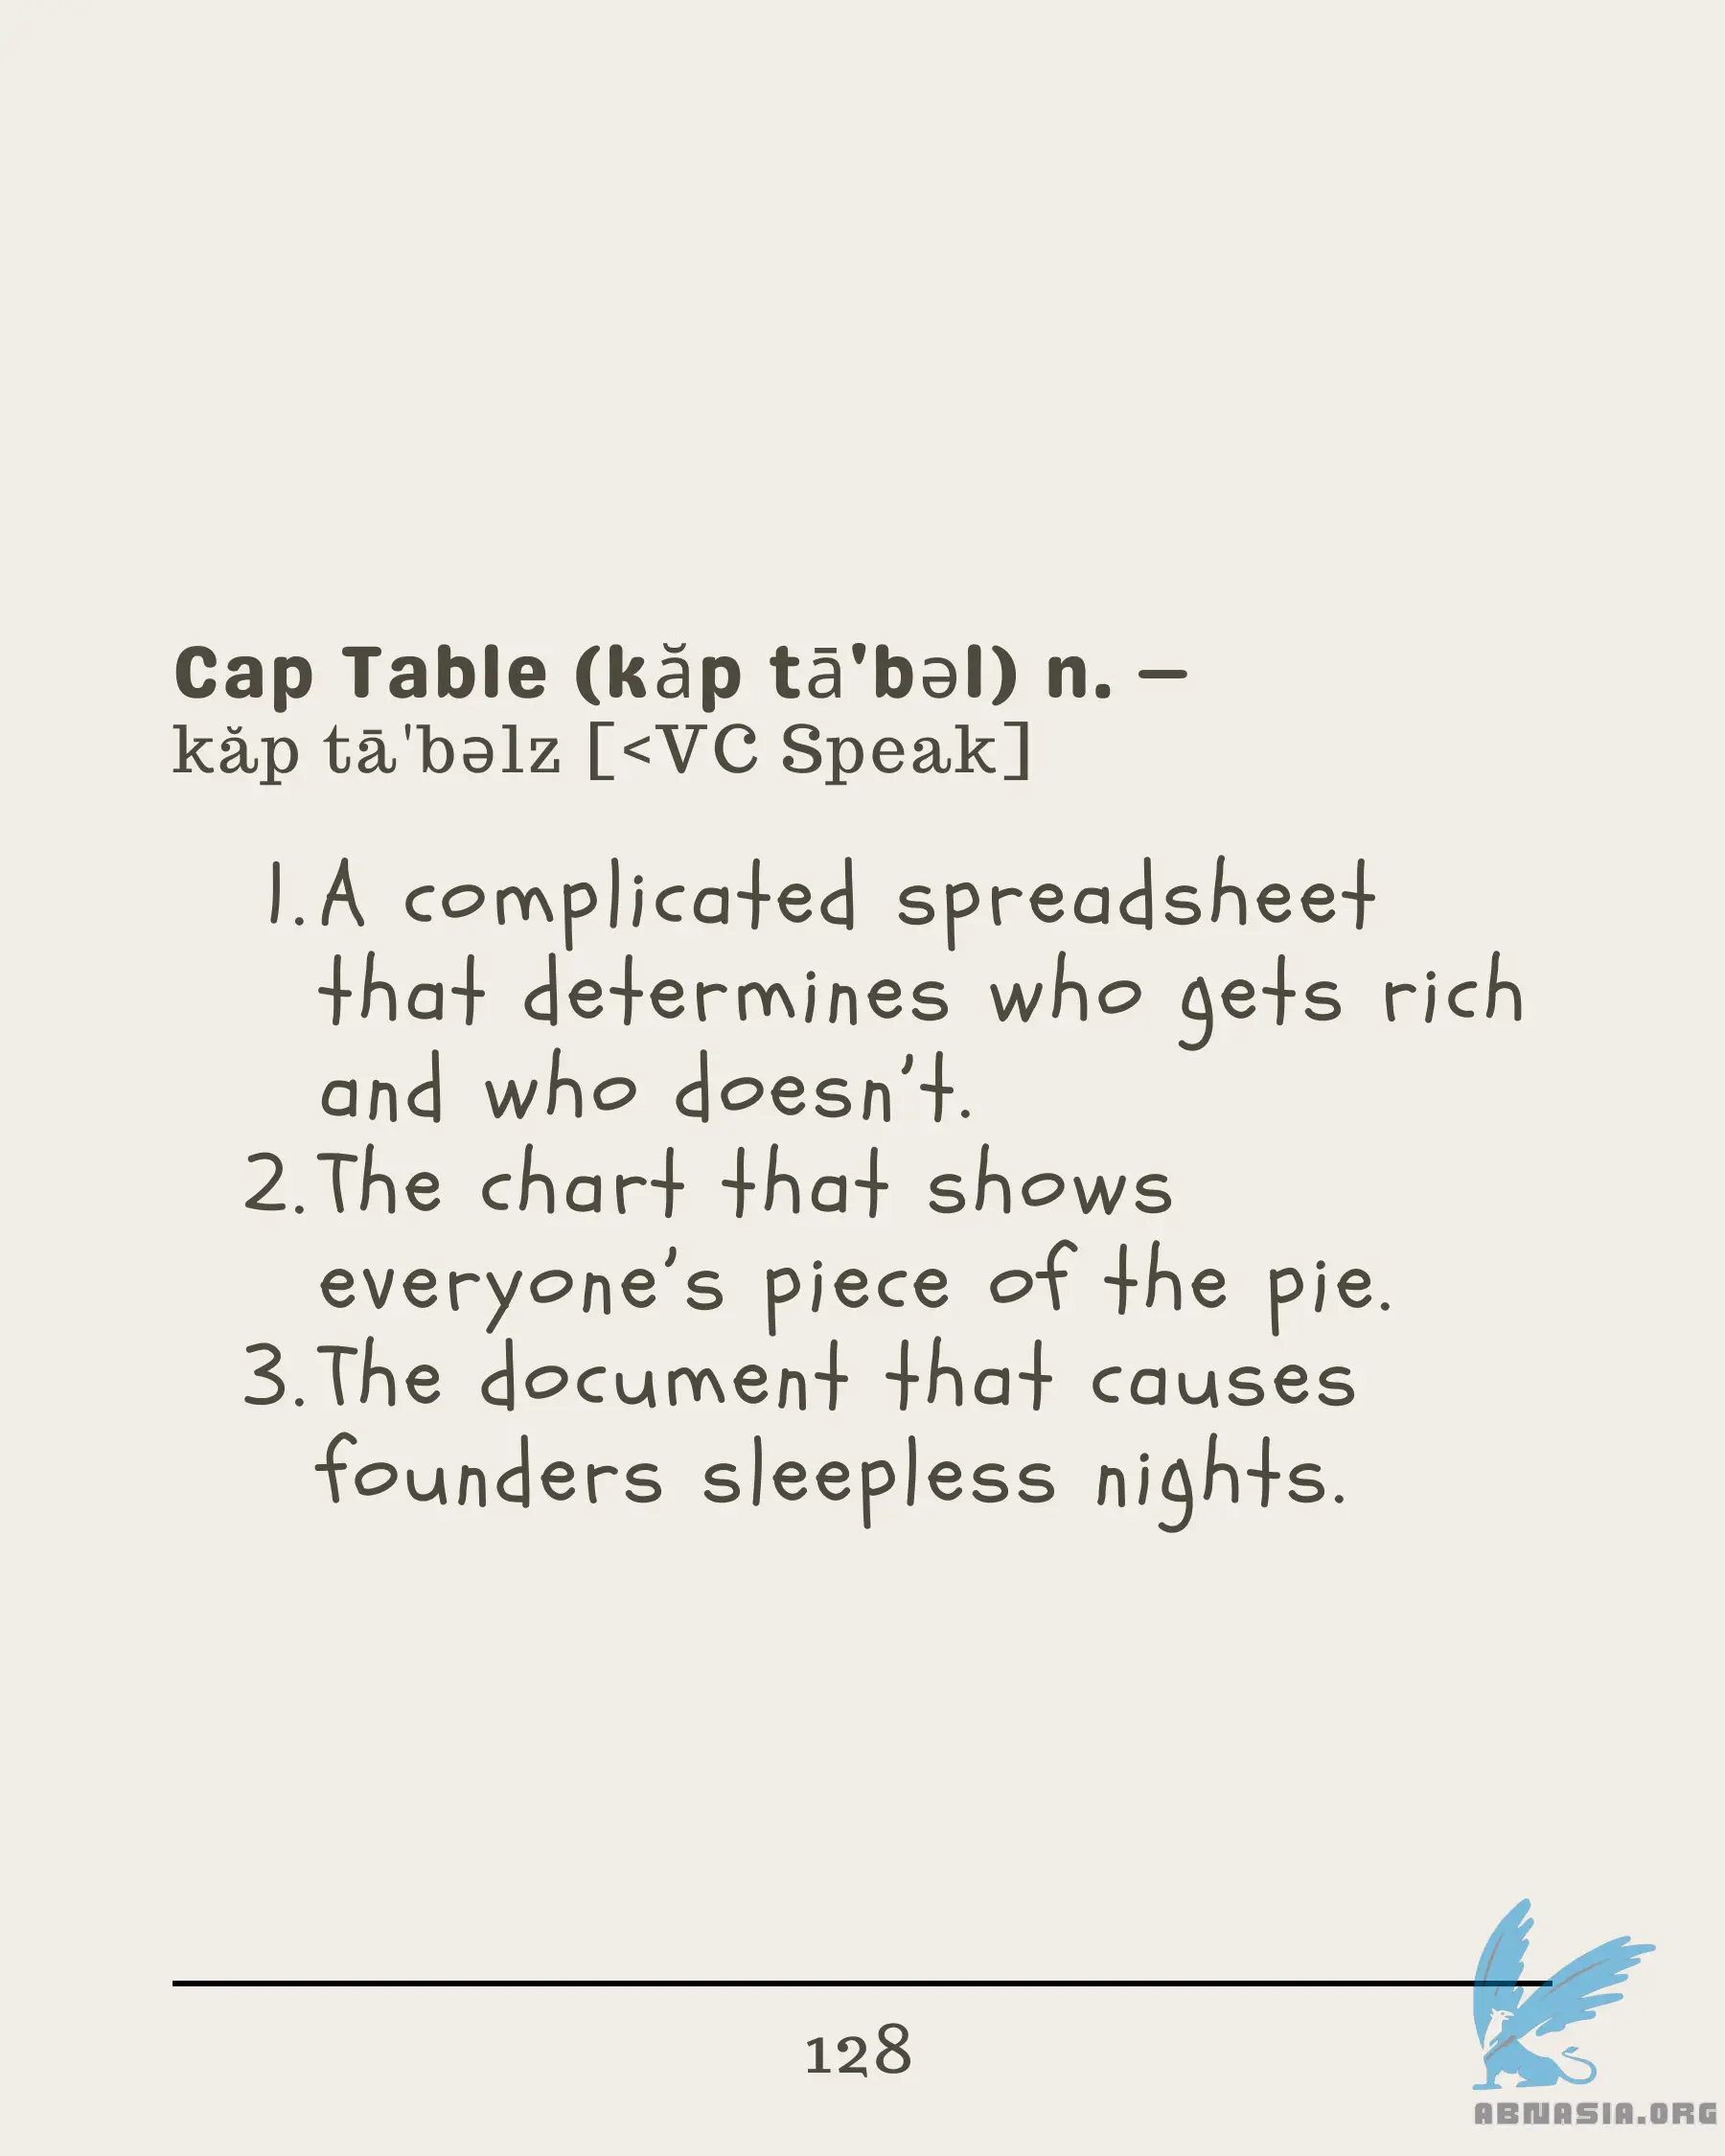 Cap Table (kăp tā'bəl) n. —
kăp tā'bəlz [<VC Speak]
1. A complicated spreadsheet
that determines who gets rich
and who doesn't.
2. The chart that shows
everyone's piece of the pie.
3. The document that causes
founders sleepless nights.
128
ABNASIA.ORG